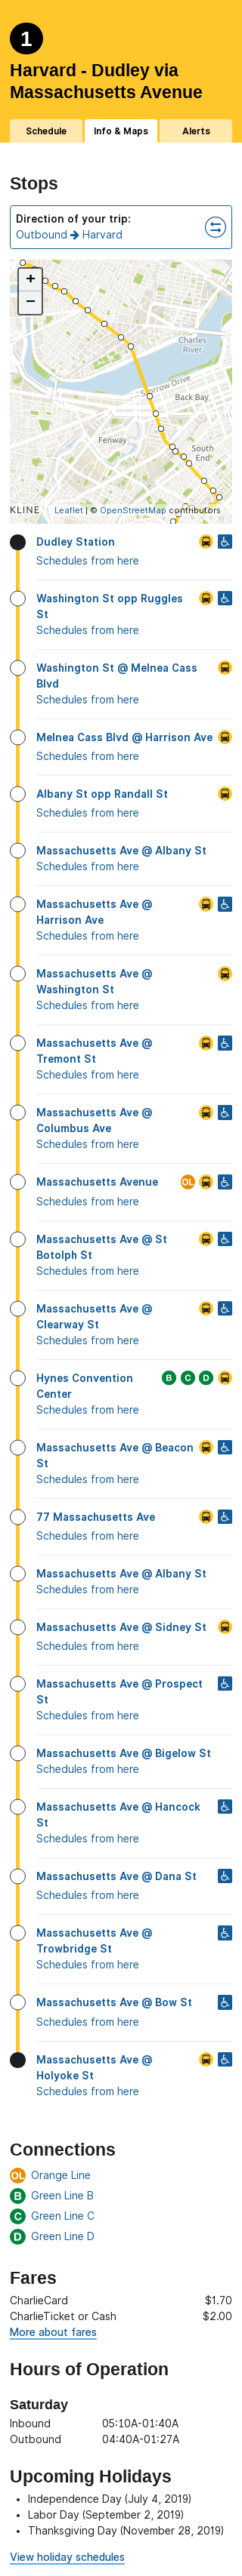 1
Harvard - Dudley via
Massachusetts Avenue
Schedule
Info & Maps
Alerts
Stops
Direction of your trip:
Outbound → Harvard
+
−
Charles
River
Storrow Drive
Back Bay
Fenway
South
End
KLINE
Leaflet | © OpenStreetMap contributors
Dudley Station
Schedules from here
Washington St opp Ruggles
St
Schedules from here
Washington St @ Melnea Cass
Blvd
Schedules from here
Melnea Cass Blvd @ Harrison Ave
Schedules from here
Albany St opp Randall St
Schedules from here
Massachusetts Ave @ Albany St
Schedules from here
Massachusetts Ave @
Harrison Ave
Schedules from here
Massachusetts Ave @
Washington St
Schedules from here
Massachusetts Ave @
Tremont St
Schedules from here
Massachusetts Ave @
Columbus Ave
Schedules from here
Massachusetts Avenue
OL
Schedules from here
Massachusetts Ave @ St
Botolph St
Schedules from here
Massachusetts Ave @
Clearway St
Schedules from here
Hynes Convention
Center
B C D
Schedules from here
Massachusetts Ave @ Beacon
St
Schedules from here
77 Massachusetts Ave
Schedules from here
Massachusetts Ave @ Albany St
Schedules from here
Massachusetts Ave @ Sidney St
Schedules from here
Massachusetts Ave @ Prospect
St
Schedules from here
Massachusetts Ave @ Bigelow St
Schedules from here
Massachusetts Ave @ Hancock
St
Schedules from here
Massachusetts Ave @ Dana St
Schedules from here
Massachusetts Ave @
Trowbridge St
Schedules from here
Massachusetts Ave @ Bow St
Schedules from here
Massachusetts Ave @
Holyoke St
Schedules from here
Connections
OL Orange Line
B Green Line B
C Green Line C
D Green Line D
Fares
CharlieCard $1.70
CharlieTicket or Cash $2.00
More about fares
Hours of Operation
Saturday
Inbound 05:10A-01:40A
Outbound 04:40A-01:27A
Upcoming Holidays
• Independence Day (July 4, 2019)
• Labor Day (September 2, 2019)
• Thanksgiving Day (November 28, 2019)
View holiday schedules